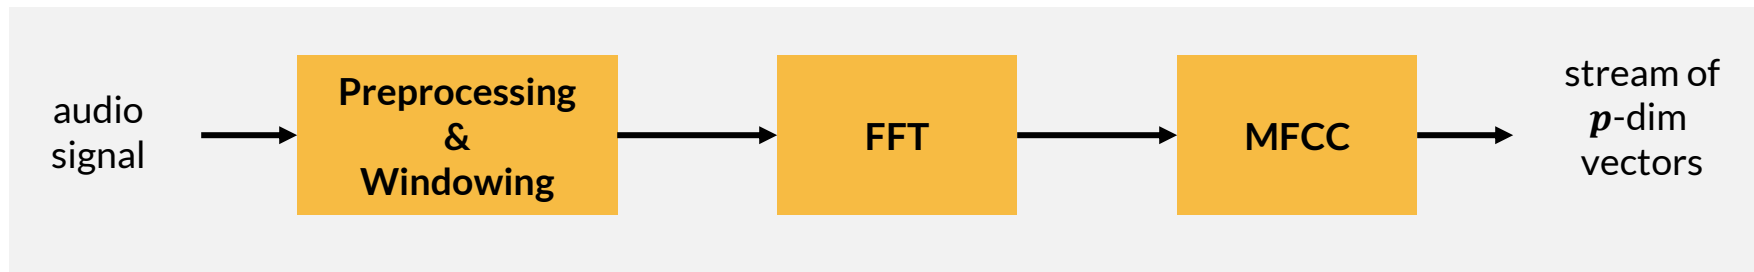 audio
signal
Preprocessing
&
Windowing
FFT
MFCC
stream of
p-dim
vectors